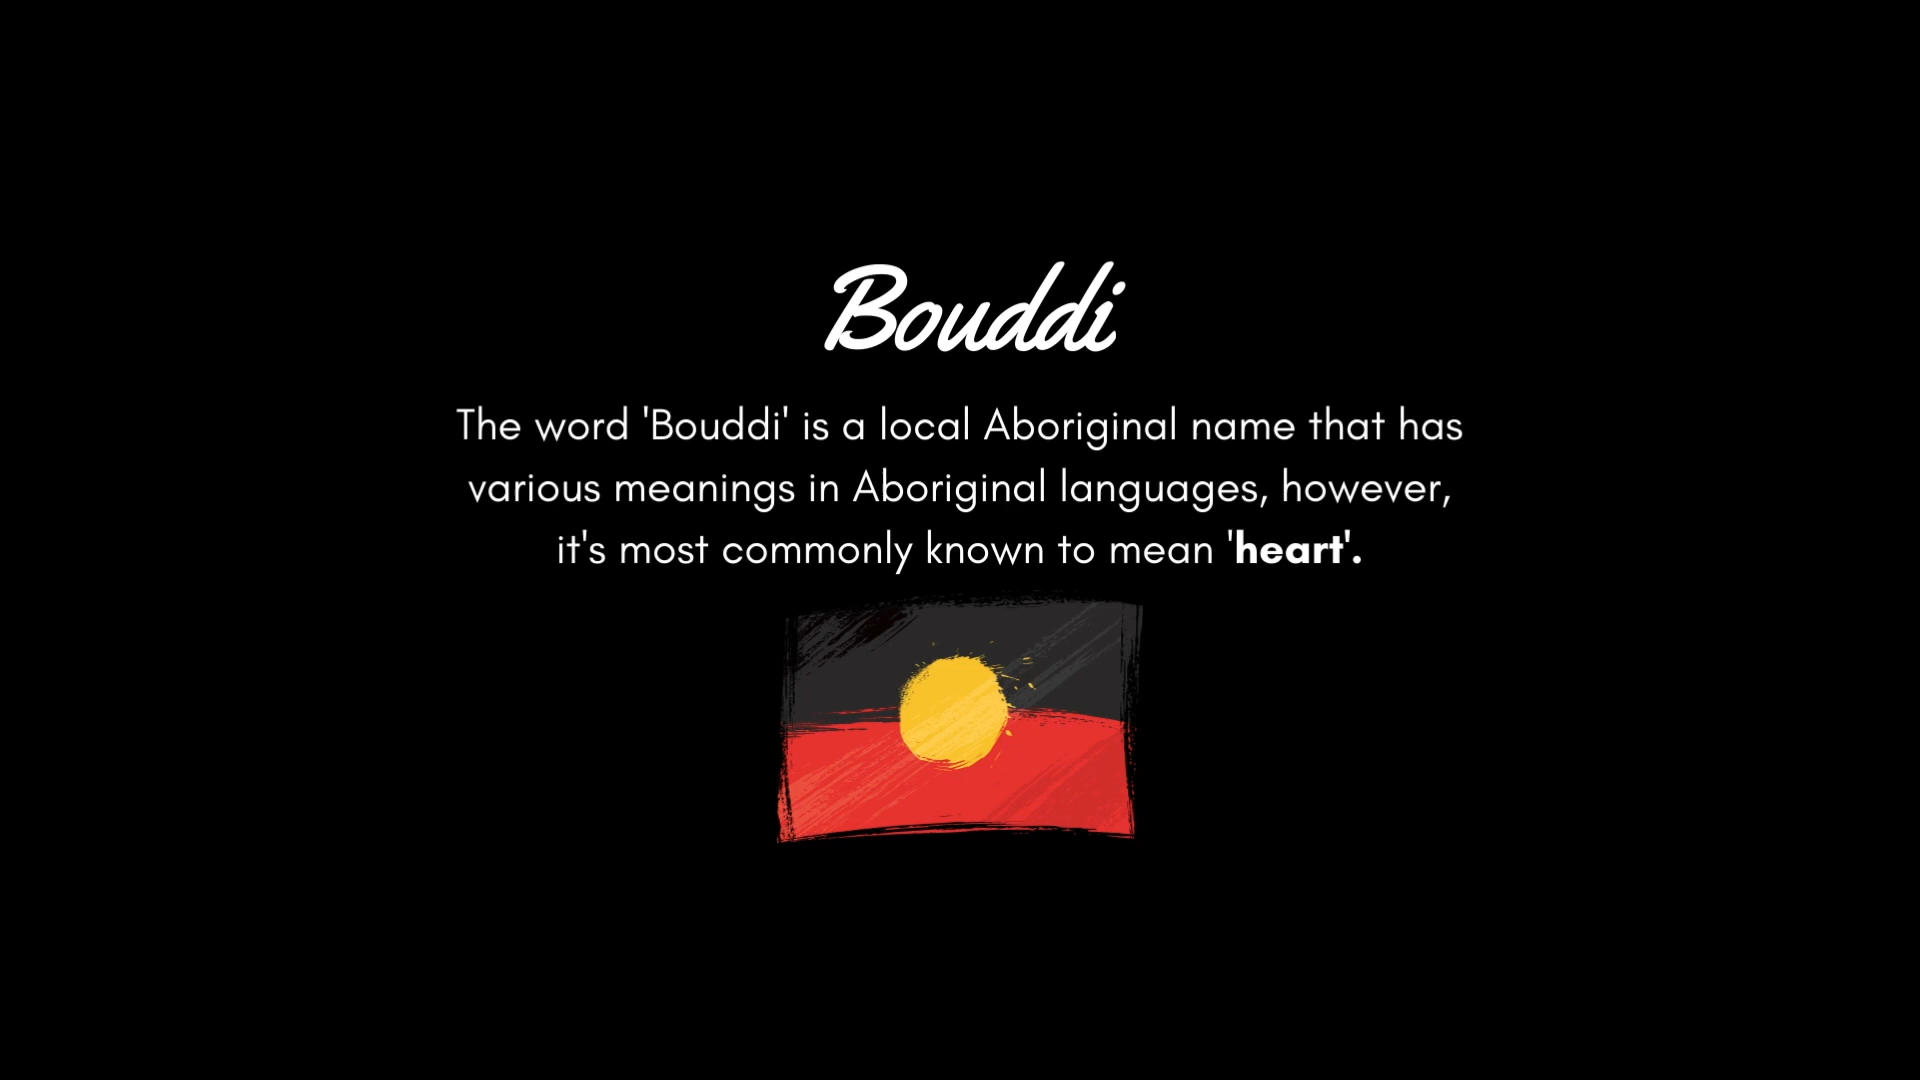 Bouddi
The word 'Bouddi' is a local Aboriginal name that has
various meanings in Aboriginal languages, however,
it's most commonly known to mean 'heart'.